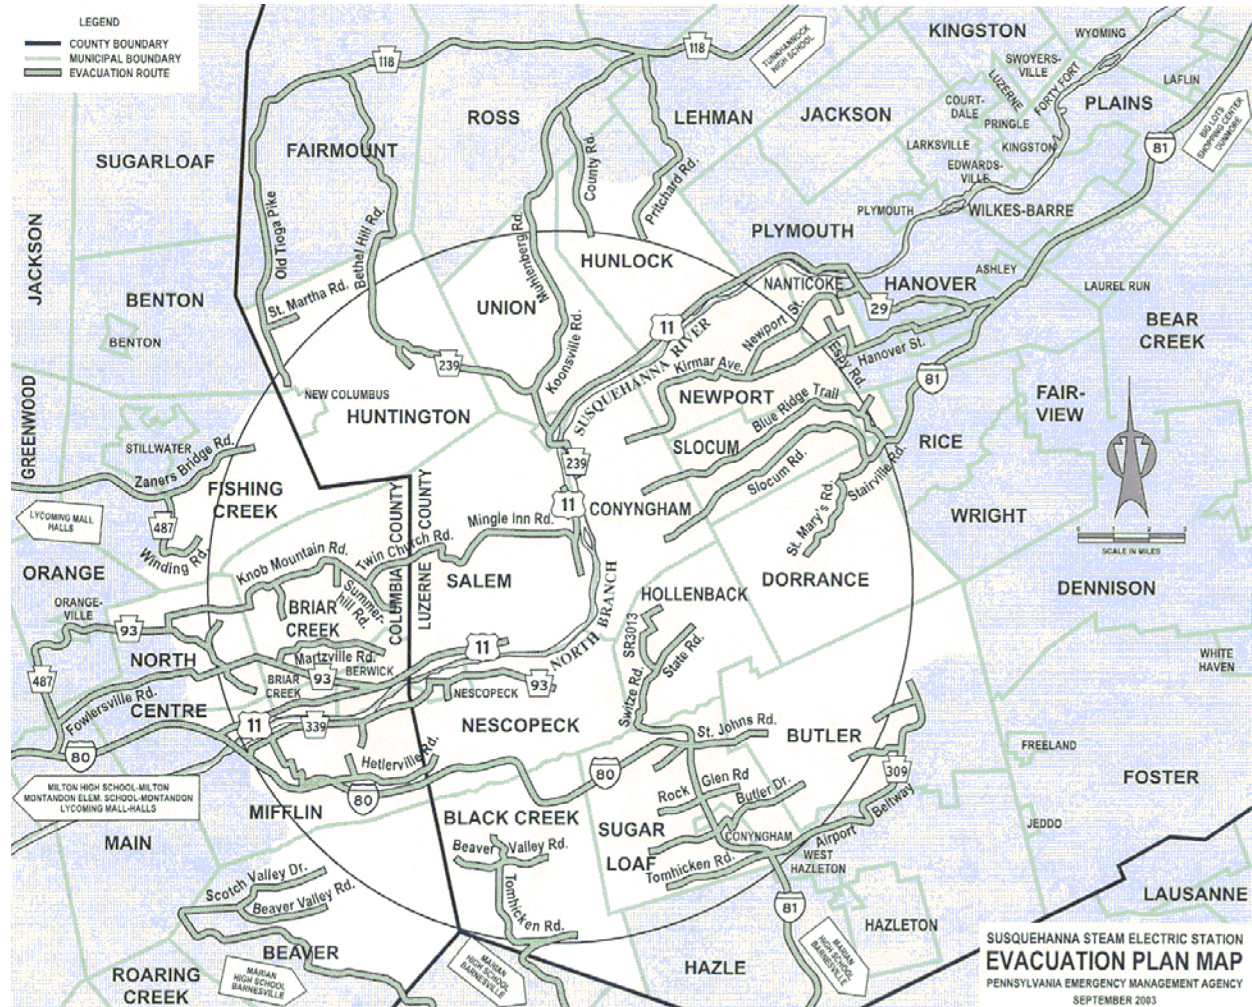 LEGEND
COUNTY BOUNDARY
MUNICIPAL BOUNDARY
EVACUATION ROUTE
118
118
TUNKHANNOCK
HIGH SCHOOL
KINGSTON
WYOMING
SWOYERS-
VILLE
LUZERNE
FORTY FORT
LAFLIN
COURT-
DALE
PLAINS
PRINGLE
KINGSTON
LARKSVILLE
EDWARDS-
VILLE
81
BIG LOTS
SHOPPING CENTER
DUNMORE
ROSS
LEHMAN
JACKSON
SUGARLOAF
FAIRMOUNT
County Rd.
Pritchard Rd.
Old Tioga Pike
Bethel Hill Rd.
Muhlenberg Rd.
PLYMOUTH
WILKES-BARRE
PLYMOUTH
JACKSON
HUNLOCK
NANTICOKE
HANOVER
ASHLEY
LAUREL RUN
BENTON
BENTON
St. Martha Rd.
UNION
Koonsville Rd.
11
SUSQUEHANNA RIVER
Newport St.
29
Hanover St.
Espy Rd.
Kirmar Ave.
BEAR
CREEK
239
81
NEW COLUMBUS
HUNTINGTON
NEWPORT
Blue Ridge Trail
FAIR-
VIEW
GREENWOOD
STILLWATER
Zaners Bridge Rd.
SLOCUM
Slocum Rd.
RICE
239
Stairville Rd.
St. Mary's Rd.
FISHING
CREEK
COLUMBIA COUNTY
LUZERNE COUNTY
11
CONYNGHAM
WRIGHT
LYCOMING MALL
HALLS
487
Winding Rd.
Mingle Inn Rd.
SCALE IN MILES
ORANGE
Knob Mountain Rd.
Twin Church Rd.
SALEM
DORRANCE
DENNISON
HOLLENBACK
ORANGE-
VILLE
93
BRIAR
CREEK
Summer-
hill Rd.
NORTH BRANCH
SR3013
State Rd.
11
NORTH
CENTRE
Martzville Rd.
BERWICK
WHITE
HAVEN
487
BRIAR
CREEK
93
NESCOPECK
93
Switze Rd.
Fowlersville Rd.
11
339
NESCOPECK
St. Johns Rd.
BUTLER
FREELAND
80
Hetlerville Rd.
80
309
MILTON HIGH SCHOOL-MILTON
MONTANDON ELEM. SCHOOL-MONTANDON
LYCOMING MALL-HALLS
80
MIFFLIN
Rock Glen Rd
Butler Dr.
FOSTER
BLACK CREEK
SUGAR
LOAF
CONYNGHAM
Airport Beltway
JEDDO
MAIN
Beaver Valley Rd.
WEST
HAZLETON
Scotch Valley Dr.
Tomhicken Rd.
Beaver Valley Rd.
Tomhicken Rd.
81
LAUSANNE
HAZLETON
BEAVER
MARIAN
HIGH SCHOOL
BARNESVILLE
MARIAN
HIGH SCHOOL
BARNESVILLE
MARIAN
HIGH SCHOOL
BARNESVILLE
HAZLE
ROARING
CREEK
SUSQUEHANNA STEAM ELECTRIC STATION
EVACUATION PLAN MAP
PENNSYLVANIA EMERGENCY MANAGEMENT AGENCY
SEPTEMBER 2003